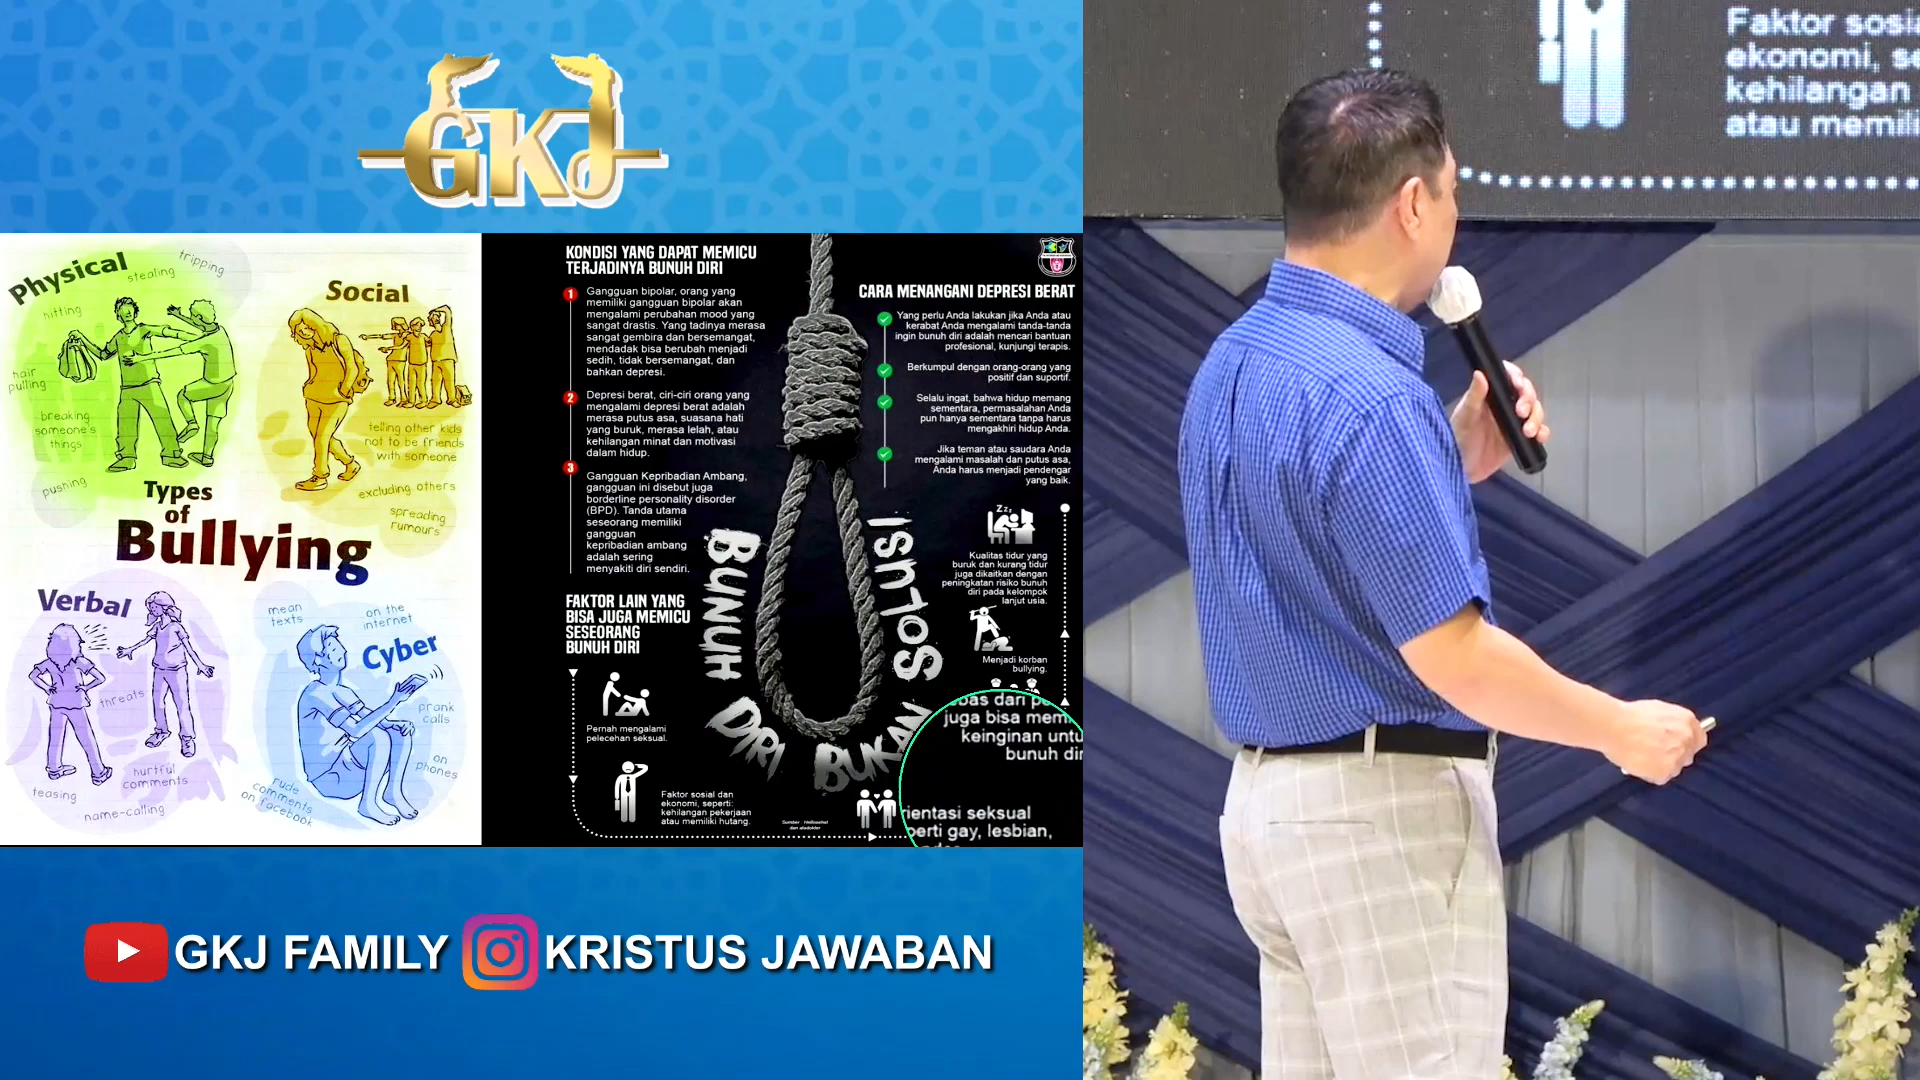 GKJ
Physical
tripping
stealing
hitting
hair
pulling
breaking
someone's
things
pushing
Social
telling other kids
not to be friends
with someone
excluding others
spreading
rumours
Types
of
Bullying
Verbal
threats
hurtful
comments
teasing
name-calling
mean
texts
on the
internet
Cyber
prank
calls
on
phones
rude
comments
on facebook
KONDISI YANG DAPAT MEMICU
TERJADINYA BUNUH DIRI
1
Gangguan bipolar, orang yang
memiliki gangguan bipolar akan
mengalami perubahan mood yang
sangat drastis. Yang tadinya merasa
sangat gembira dan bersemangat,
mendadak bisa berubah menjadi
sedih, tidak bersemangat, dan
bahkan depresi.
2
Depresi berat, ciri-ciri orang yang
mengalami depresi berat adalah
merasa putus asa, suasana hati
yang buruk, merasa lelah, atau
kehilangan minat dan motivasi
dalam hidup.
3
Gangguan Kepribadian Ambang,
gangguan ini disebut juga
borderline personality disorder
(BPD). Tanda utama
seseorang memiliki
gangguan
kepribadian ambang
adalah sering
menyakiti diri sendiri.
FAKTOR LAIN YANG
BISA JUGA MEMICU
SESEORANG
BUNUH DIRI
Pernah mengalami
pelecehan seksual.
Faktor sosial dan
ekonomi, seperti:
kehilangan pekerjaan
atau memiliki hutang.
BUNUH DIRI BUKAN SOLUSI
Sumber : Hellosehat
dan alodokter
CARA MENANGANI DEPRESI BERAT
Yang perlu Anda lakukan jika Anda atau
kerabat Anda mengalami tanda-tanda
ingin bunuh diri adalah mencari bantuan
profesional, kunjungi terapis.
Berkumpul dengan orang-orang yang
positif dan suportif.
Selalu ingat, bahwa hidup memang
sementara, permasalahan Anda
pun hanya sementara tanpa harus
mengakhiri hidup Anda.
Jika teman atau saudara Anda
mengalami masalah dan putus asa,
Anda harus menjadi pendengar
yang baik.
Zzz
Kualitas tidur yang
buruk dan kurang tidur
juga dikaitkan dengan
peningkatan risiko bunuh
diri pada kelompok
lanjut usia.
Menjadi korban
bullying.
bas dari
juga bisa mem
keinginan untu
bunuh dir
rientasi seksual
perti gay, lesbian,
Faktor sosia
ekonomi, se
kehilangan
atau memili
GKJ FAMILY
KRISTUS JAWABAN